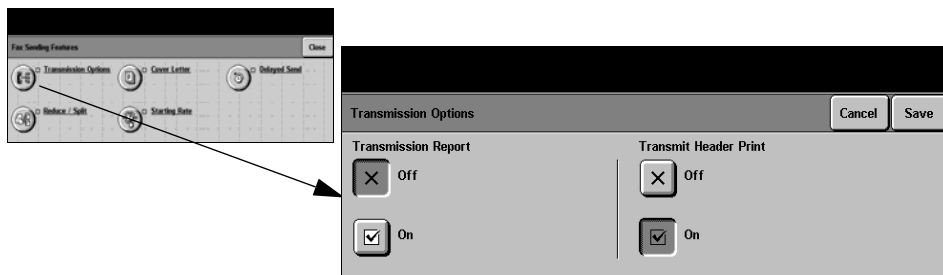 Fax Sending Features
Close
Transmission Options
Cover Letter
Delayed Send
Reduce / Split
Starting Rate
Transmission Options
Cancel
Save
Transmission Report
Transmit Header Print
Off
Off
On
On